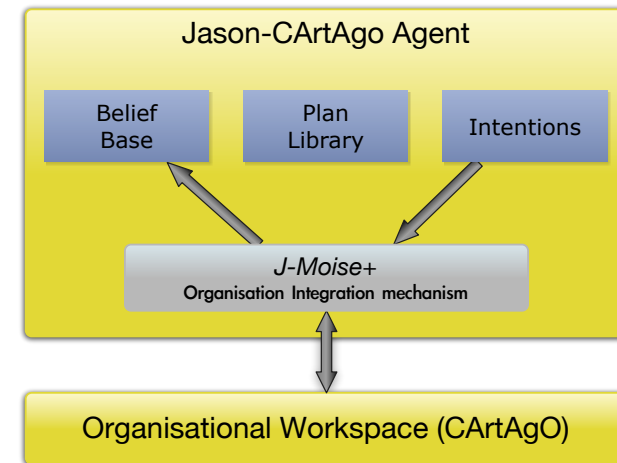 Jason-CArtAgo Agent
Belief
Base
Plan
Library
Intentions
J-Moise+
Organisation Integration mechanism
Organisational Workspace (CArtAgO)